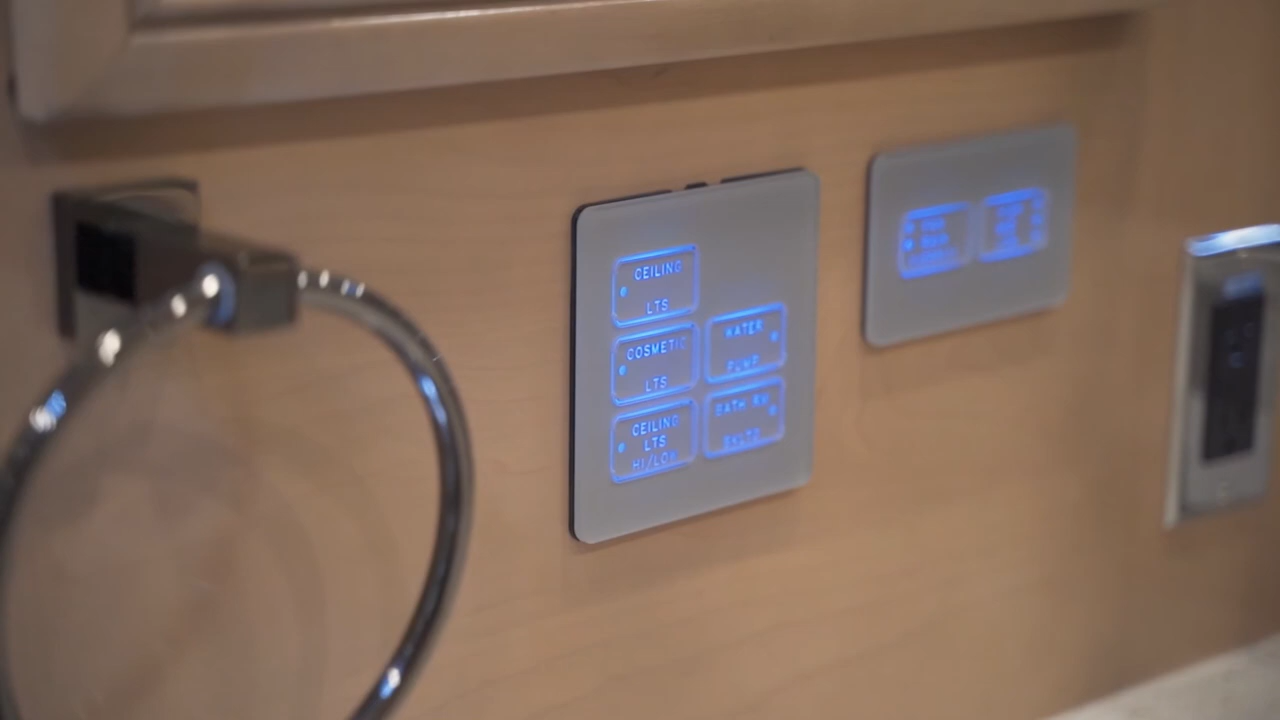 CEILING
LTS
COSMETIC
LTS
CEILING
LTS
HI/LOW
WATER
PUMP
BATH RM